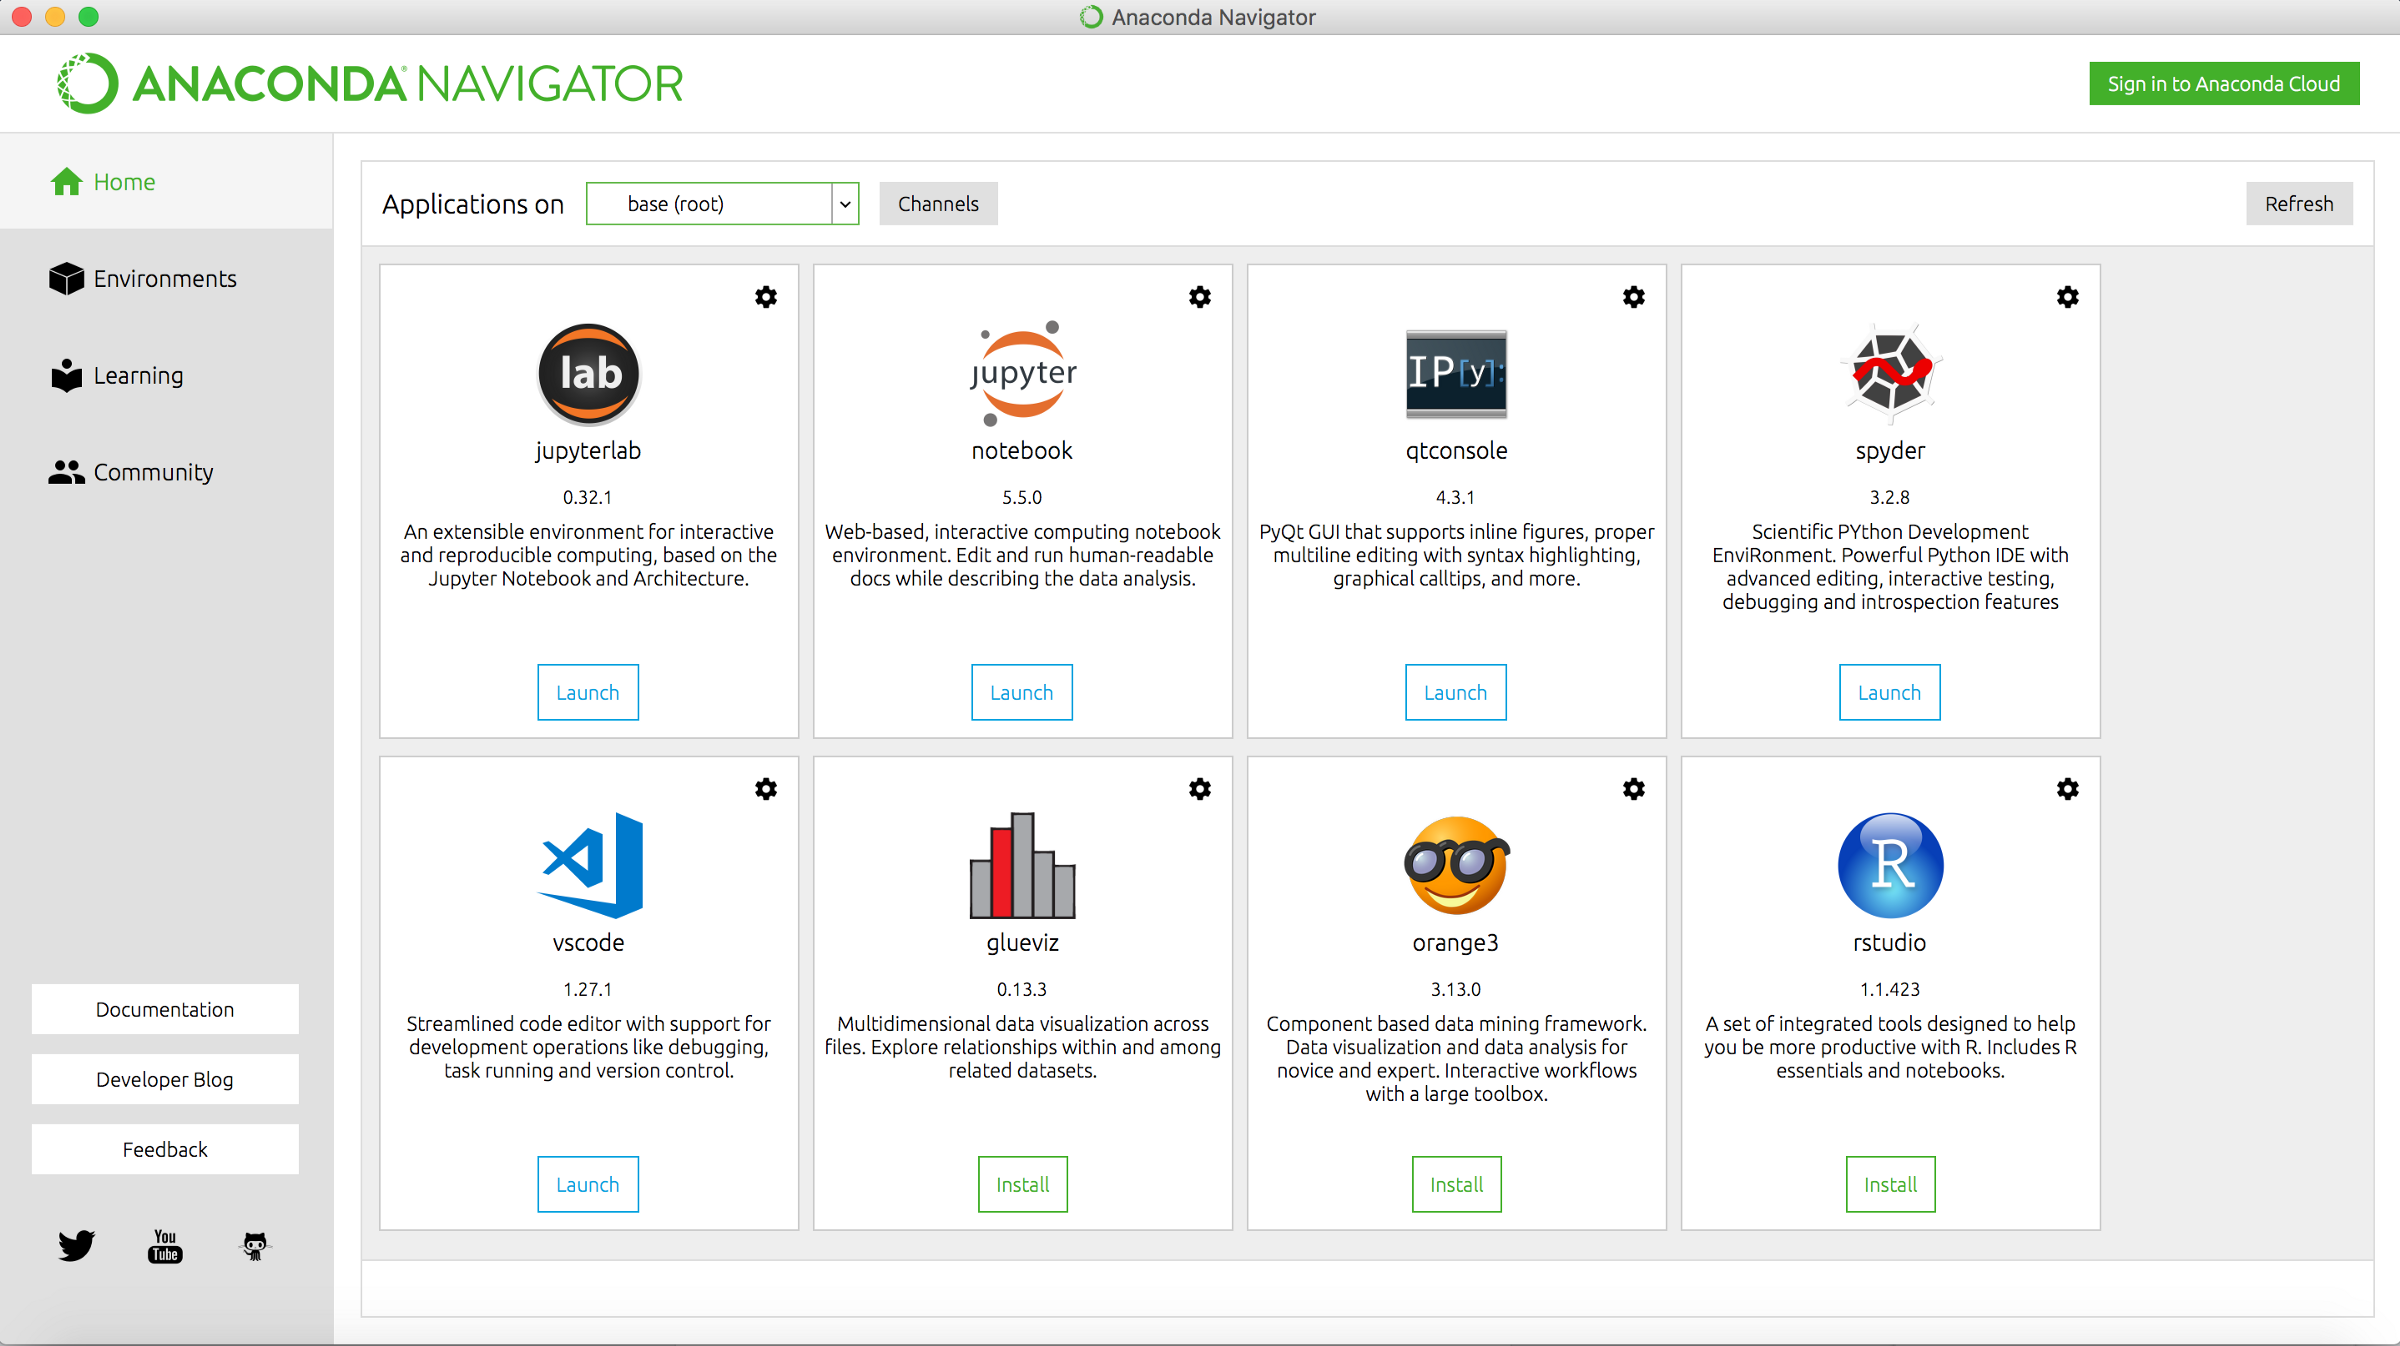 Anaconda Navigator
ANACONDA NAVIGATOR
Sign in to Anaconda Cloud
Home
Environments
Learning
Community
Documentation
Developer Blog
Feedback
You
Tube
Applications on
base (root)
Channels
Refresh
lab
jupyterlab
0.32.1
An extensible environment for interactive
and reproducible computing, based on the
Jupyter Notebook and Architecture.
Launch
jupyter
notebook
5.5.0
Web-based, interactive computing notebook
environment. Edit and run human-readable
docs while describing the data analysis.
Launch
IP[y]:
qtconsole
4.3.1
PyQt GUI that supports inline figures, proper
multiline editing with syntax highlighting,
graphical calltips, and more.
Launch
spyder
3.2.8
Scientific PYthon Development
EnviRonment. Powerful Python IDE with
advanced editing, interactive testing,
debugging and introspection features
Launch
vscode
1.27.1
Streamlined code editor with support for
development operations like debugging,
task running and version control.
Launch
glueviz
0.13.3
Multidimensional data visualization across
files. Explore relationships within and among
related datasets.
Install
orange3
3.13.0
Component based data mining framework.
Data visualization and data analysis for
novice and expert. Interactive workflows
with a large toolbox.
Install
R
rstudio
1.1.423
A set of integrated tools designed to help
you be more productive with R. Includes R
essentials and notebooks.
Install